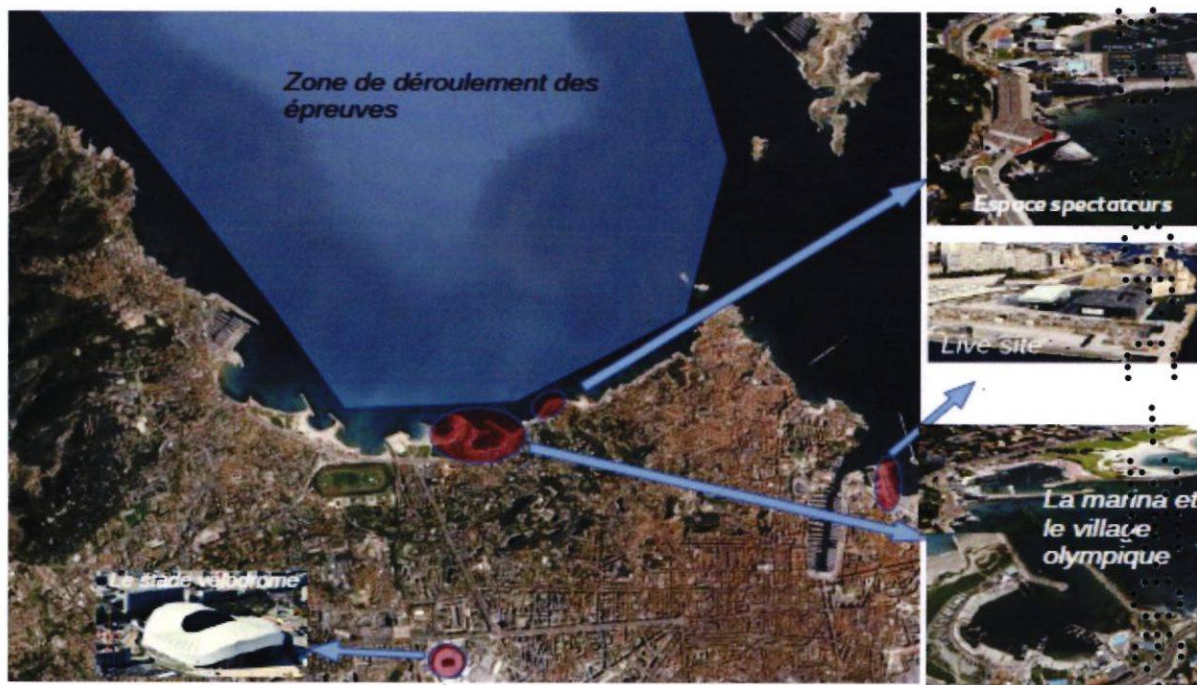 Zone de déroulement des
épreuves
Espace spectateurs
Live site
La marina et
le village
olympique
Le stade vélodrome